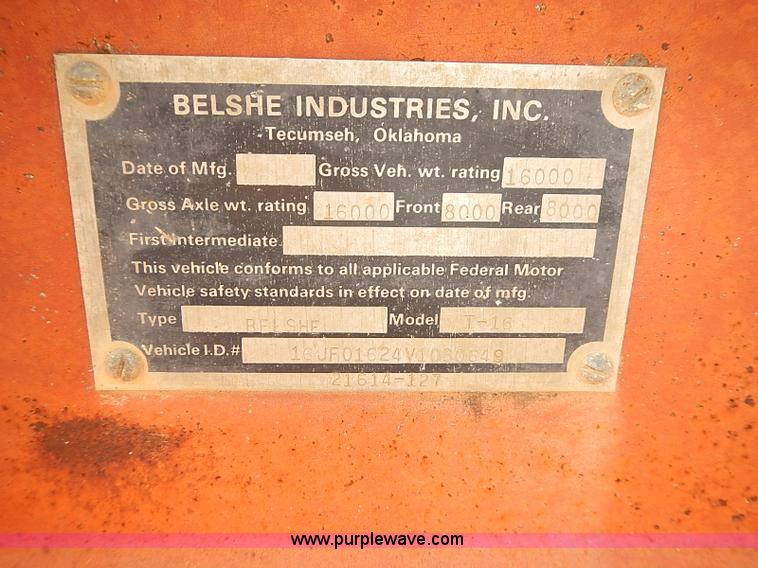 BELSHE INDUSTRIES, INC.
Tecumseh, Oklahoma
Date of Mfg. Gross Veh. wt. rating 16000
Gross Axle wt. rating 16000 Front 8000 Rear 8000
First Intermediate
This vehicle conforms to all applicable Federal Motor
Vehicle safety standards in effect on date of mfg.
Type BELSHE Model T-16
Vehicle I.D.#
21614-127
www.purplewave.com